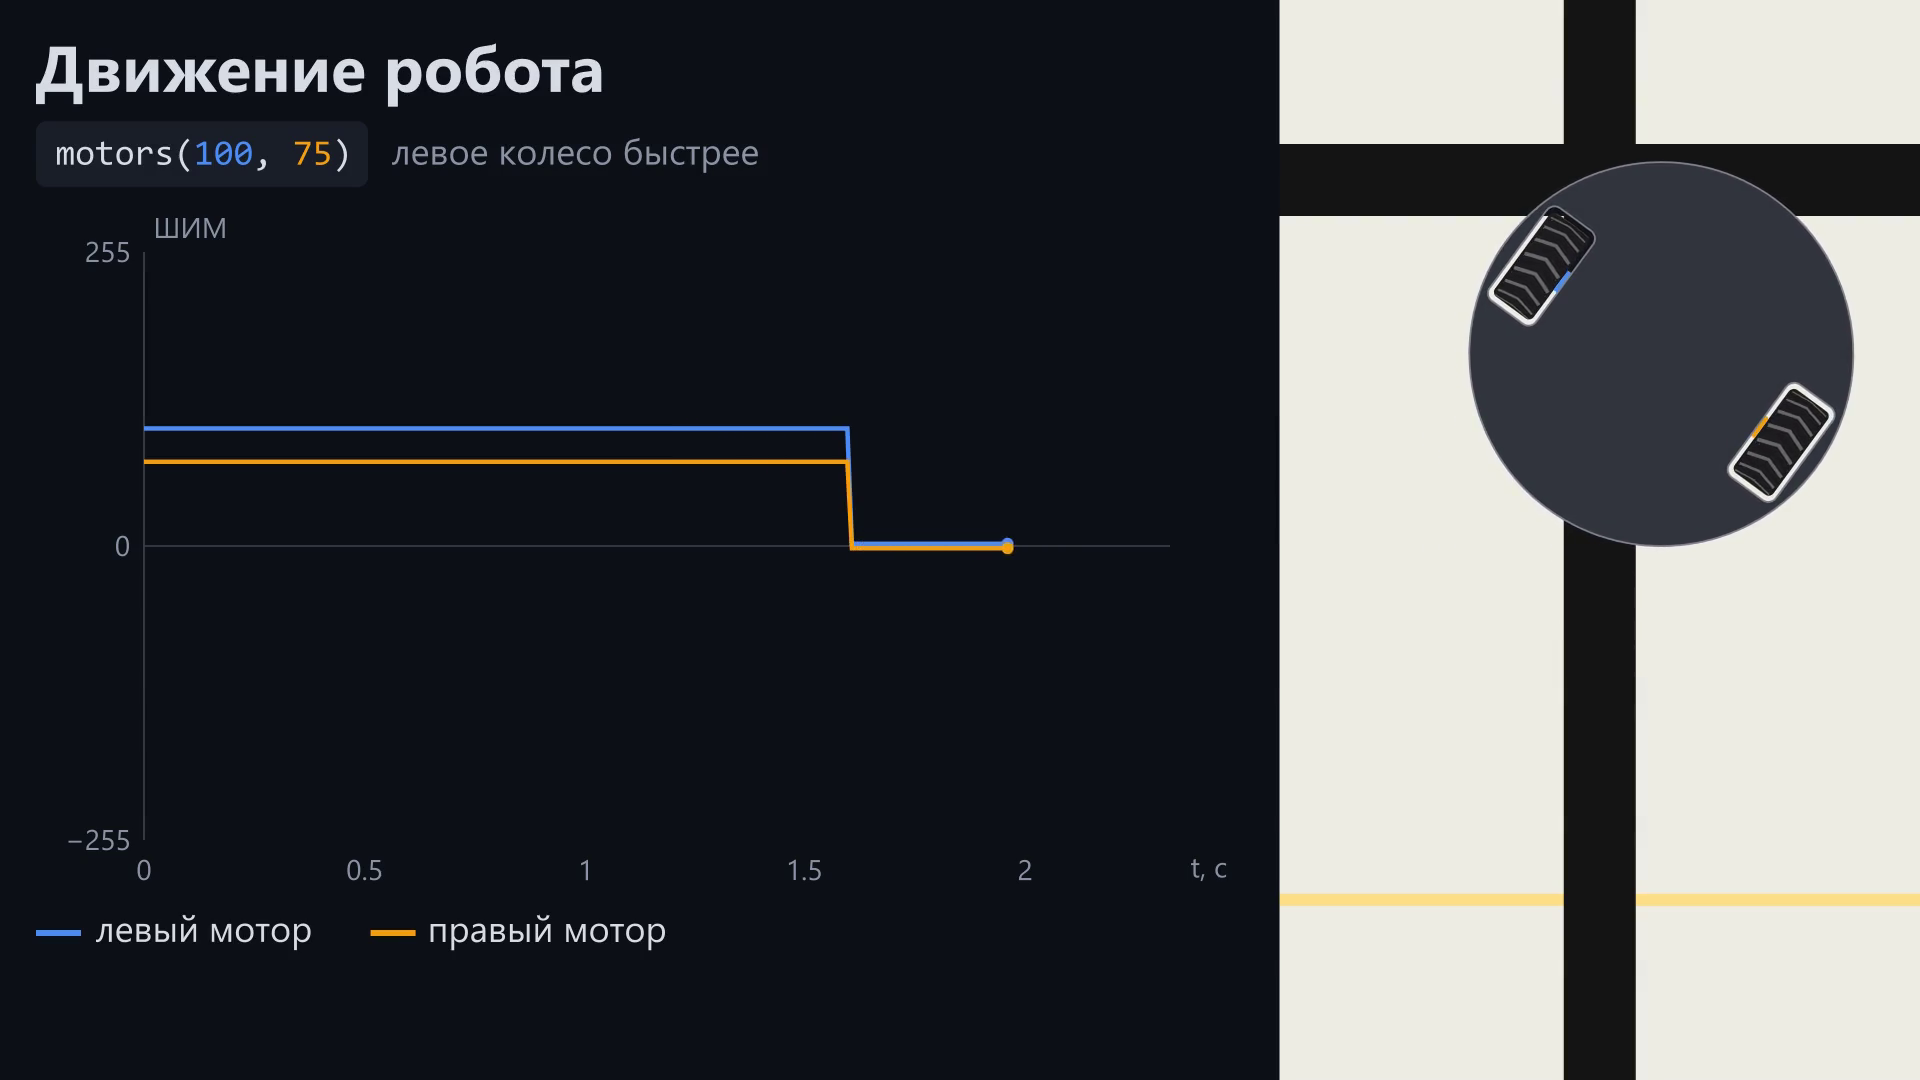 Движение робота
motors(100, 75) левое колесо быстрее
ШИМ
255
0
−255
0 0.5 1 1.5 2 t, с
левый мотор правый мотор